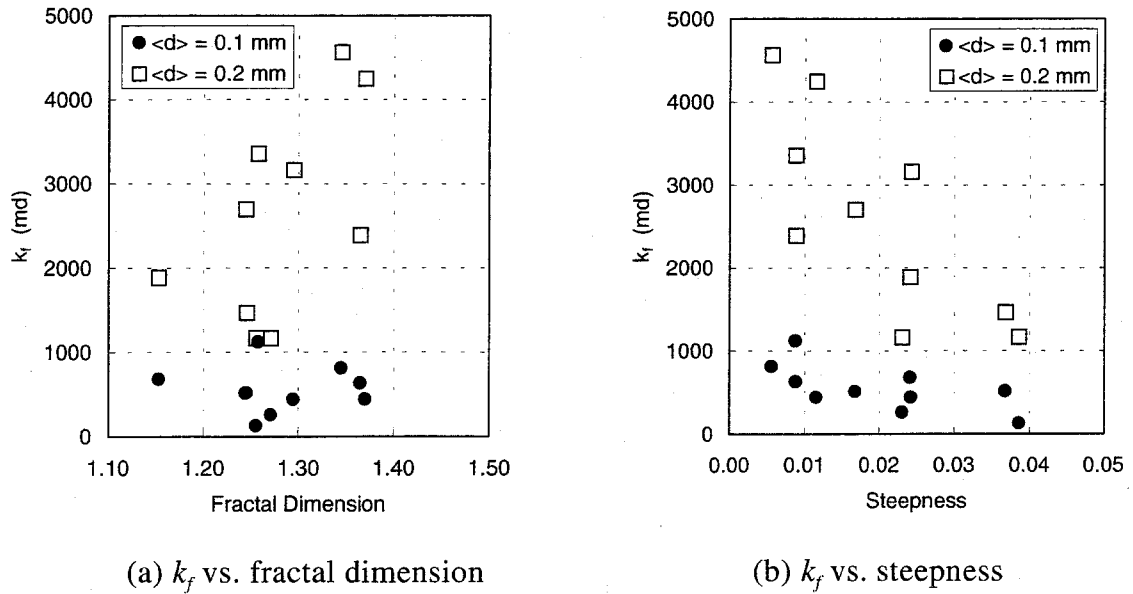 5000
4000
3000
2000
1000
0
k_f (md)
● <d> = 0.1 mm
□ <d> = 0.2 mm
1.10 1.20 1.30 1.40 1.50
Fractal Dimension
(a) k_f vs. fractal dimension
5000
4000
3000
2000
1000
0
k_f (md)
● <d> = 0.1 mm
□ <d> = 0.2 mm
0.00 0.01 0.02 0.03 0.04 0.05
Steepness
(b) k_f vs. steepness